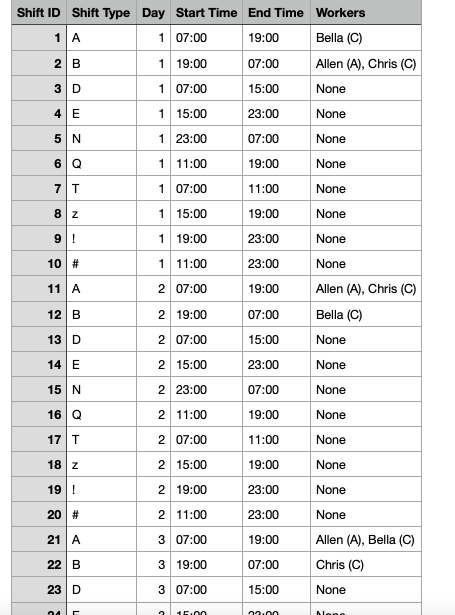 Shift ID Shift Type Day Start Time End Time Workers
1 A 1 07:00 19:00 Bella (C)
2 B 1 19:00 07:00 Allen (A), Chris (C)
3 D 1 07:00 15:00 None
4 E 1 15:00 23:00 None
5 N 1 23:00 07:00 None
6 Q 1 11:00 19:00 None
7 T 1 07:00 11:00 None
8 z 1 15:00 19:00 None
9 ! 1 19:00 23:00 None
10 # 1 11:00 23:00 None
11 A 2 07:00 19:00 Allen (A), Chris (C)
12 B 2 19:00 07:00 Bella (C)
13 D 2 07:00 15:00 None
14 E 2 15:00 23:00 None
15 N 2 23:00 07:00 None
16 Q 2 11:00 19:00 None
17 T 2 07:00 11:00 None
18 z 2 15:00 19:00 None
19 ! 2 19:00 23:00 None
20 # 2 11:00 23:00 None
21 A 3 07:00 19:00 Allen (A), Bella (C)
22 B 3 19:00 07:00 Chris (C)
23 D 3 07:00 15:00 None